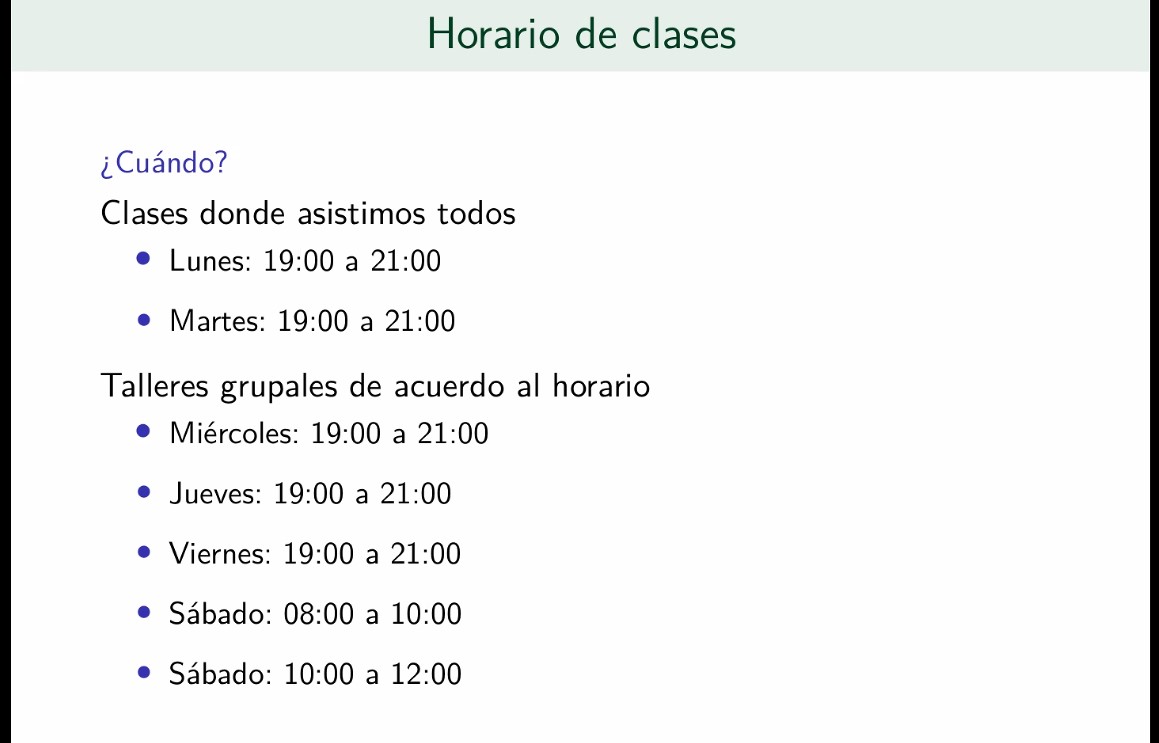 Horario de clases
¿Cuándo?
Clases donde asistimos todos
• Lunes: 19:00 a 21:00
• Martes: 19:00 a 21:00
Talleres grupales de acuerdo al horario
• Miércoles: 19:00 a 21:00
• Jueves: 19:00 a 21:00
• Viernes: 19:00 a 21:00
• Sábado: 08:00 a 10:00
• Sábado: 10:00 a 12:00